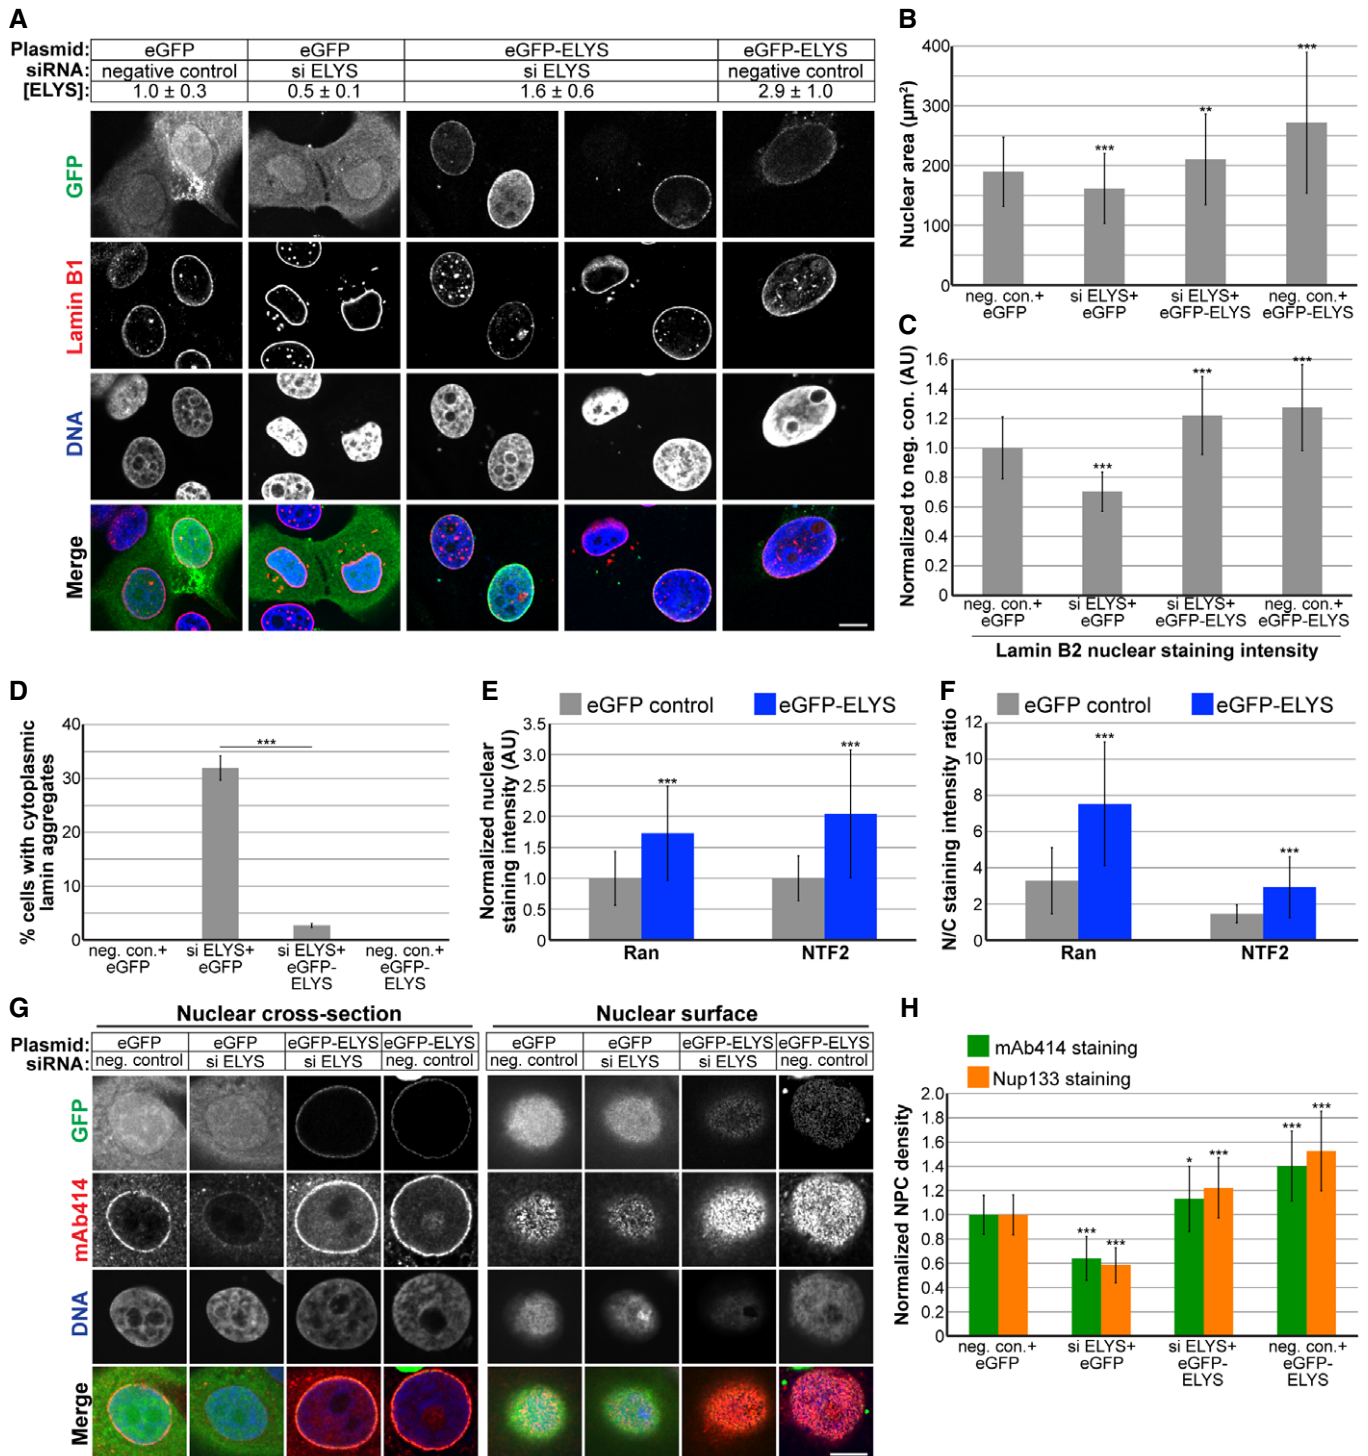 A
Plasmid: eGFP eGFP eGFP-ELYS eGFP-ELYS
siRNA: negative control si ELYS si ELYS negative control
[ELYS]: 1.0 ± 0.3 0.5 ± 0.1 1.6 ± 0.6 2.9 ± 1.0
GFP
Lamin B1
DNA
Merge
B
Nuclear area (µm²)
400
300
200
100
0
***
**
***
neg. con.+ eGFP
si ELYS+ eGFP
si ELYS+ eGFP-ELYS
neg. con.+ eGFP-ELYS
C
Normalized to neg. con. (AU)
1.6
1.4
1.2
1.0
0.8
0.6
0.4
0.2
0
***
***
***
neg. con.+ eGFP
si ELYS+ eGFP
si ELYS+ eGFP-ELYS
neg. con.+ eGFP-ELYS
Lamin B2 nuclear staining intensity
D
% cells with cytoplasmic
lamin aggregates
40
30
20
10
0
***
neg. con.+ eGFP
si ELYS+ eGFP
si ELYS+ eGFP-ELYS
neg. con.+ eGFP-ELYS
E
eGFP control eGFP-ELYS
Normalized nuclear
staining intensity (AU)
3.5
3.0
2.5
2.0
1.5
1.0
0.5
0
***
***
Ran NTF2
F
eGFP control eGFP-ELYS
N/C staining intensity ratio
12
10
8
6
4
2
0
***
***
Ran NTF2
G
Nuclear cross-section Nuclear surface
Plasmid: eGFP eGFP eGFP-ELYS eGFP-ELYS eGFP eGFP eGFP-ELYS eGFP-ELYS
siRNA: neg. control si ELYS si ELYS neg. control neg. control si ELYS si ELYS neg. control
GFP
mAb414
DNA
Merge
H
mAb414 staining
Nup133 staining
Normalized NPC density
2.0
1.8
1.6
1.4
1.2
1.0
0.8
0.6
0.4
0.2
0
***
***
*
***
***
***
neg. con.+ eGFP
si ELYS+ eGFP
si ELYS+ eGFP-ELYS
neg. con.+ eGFP-ELYS